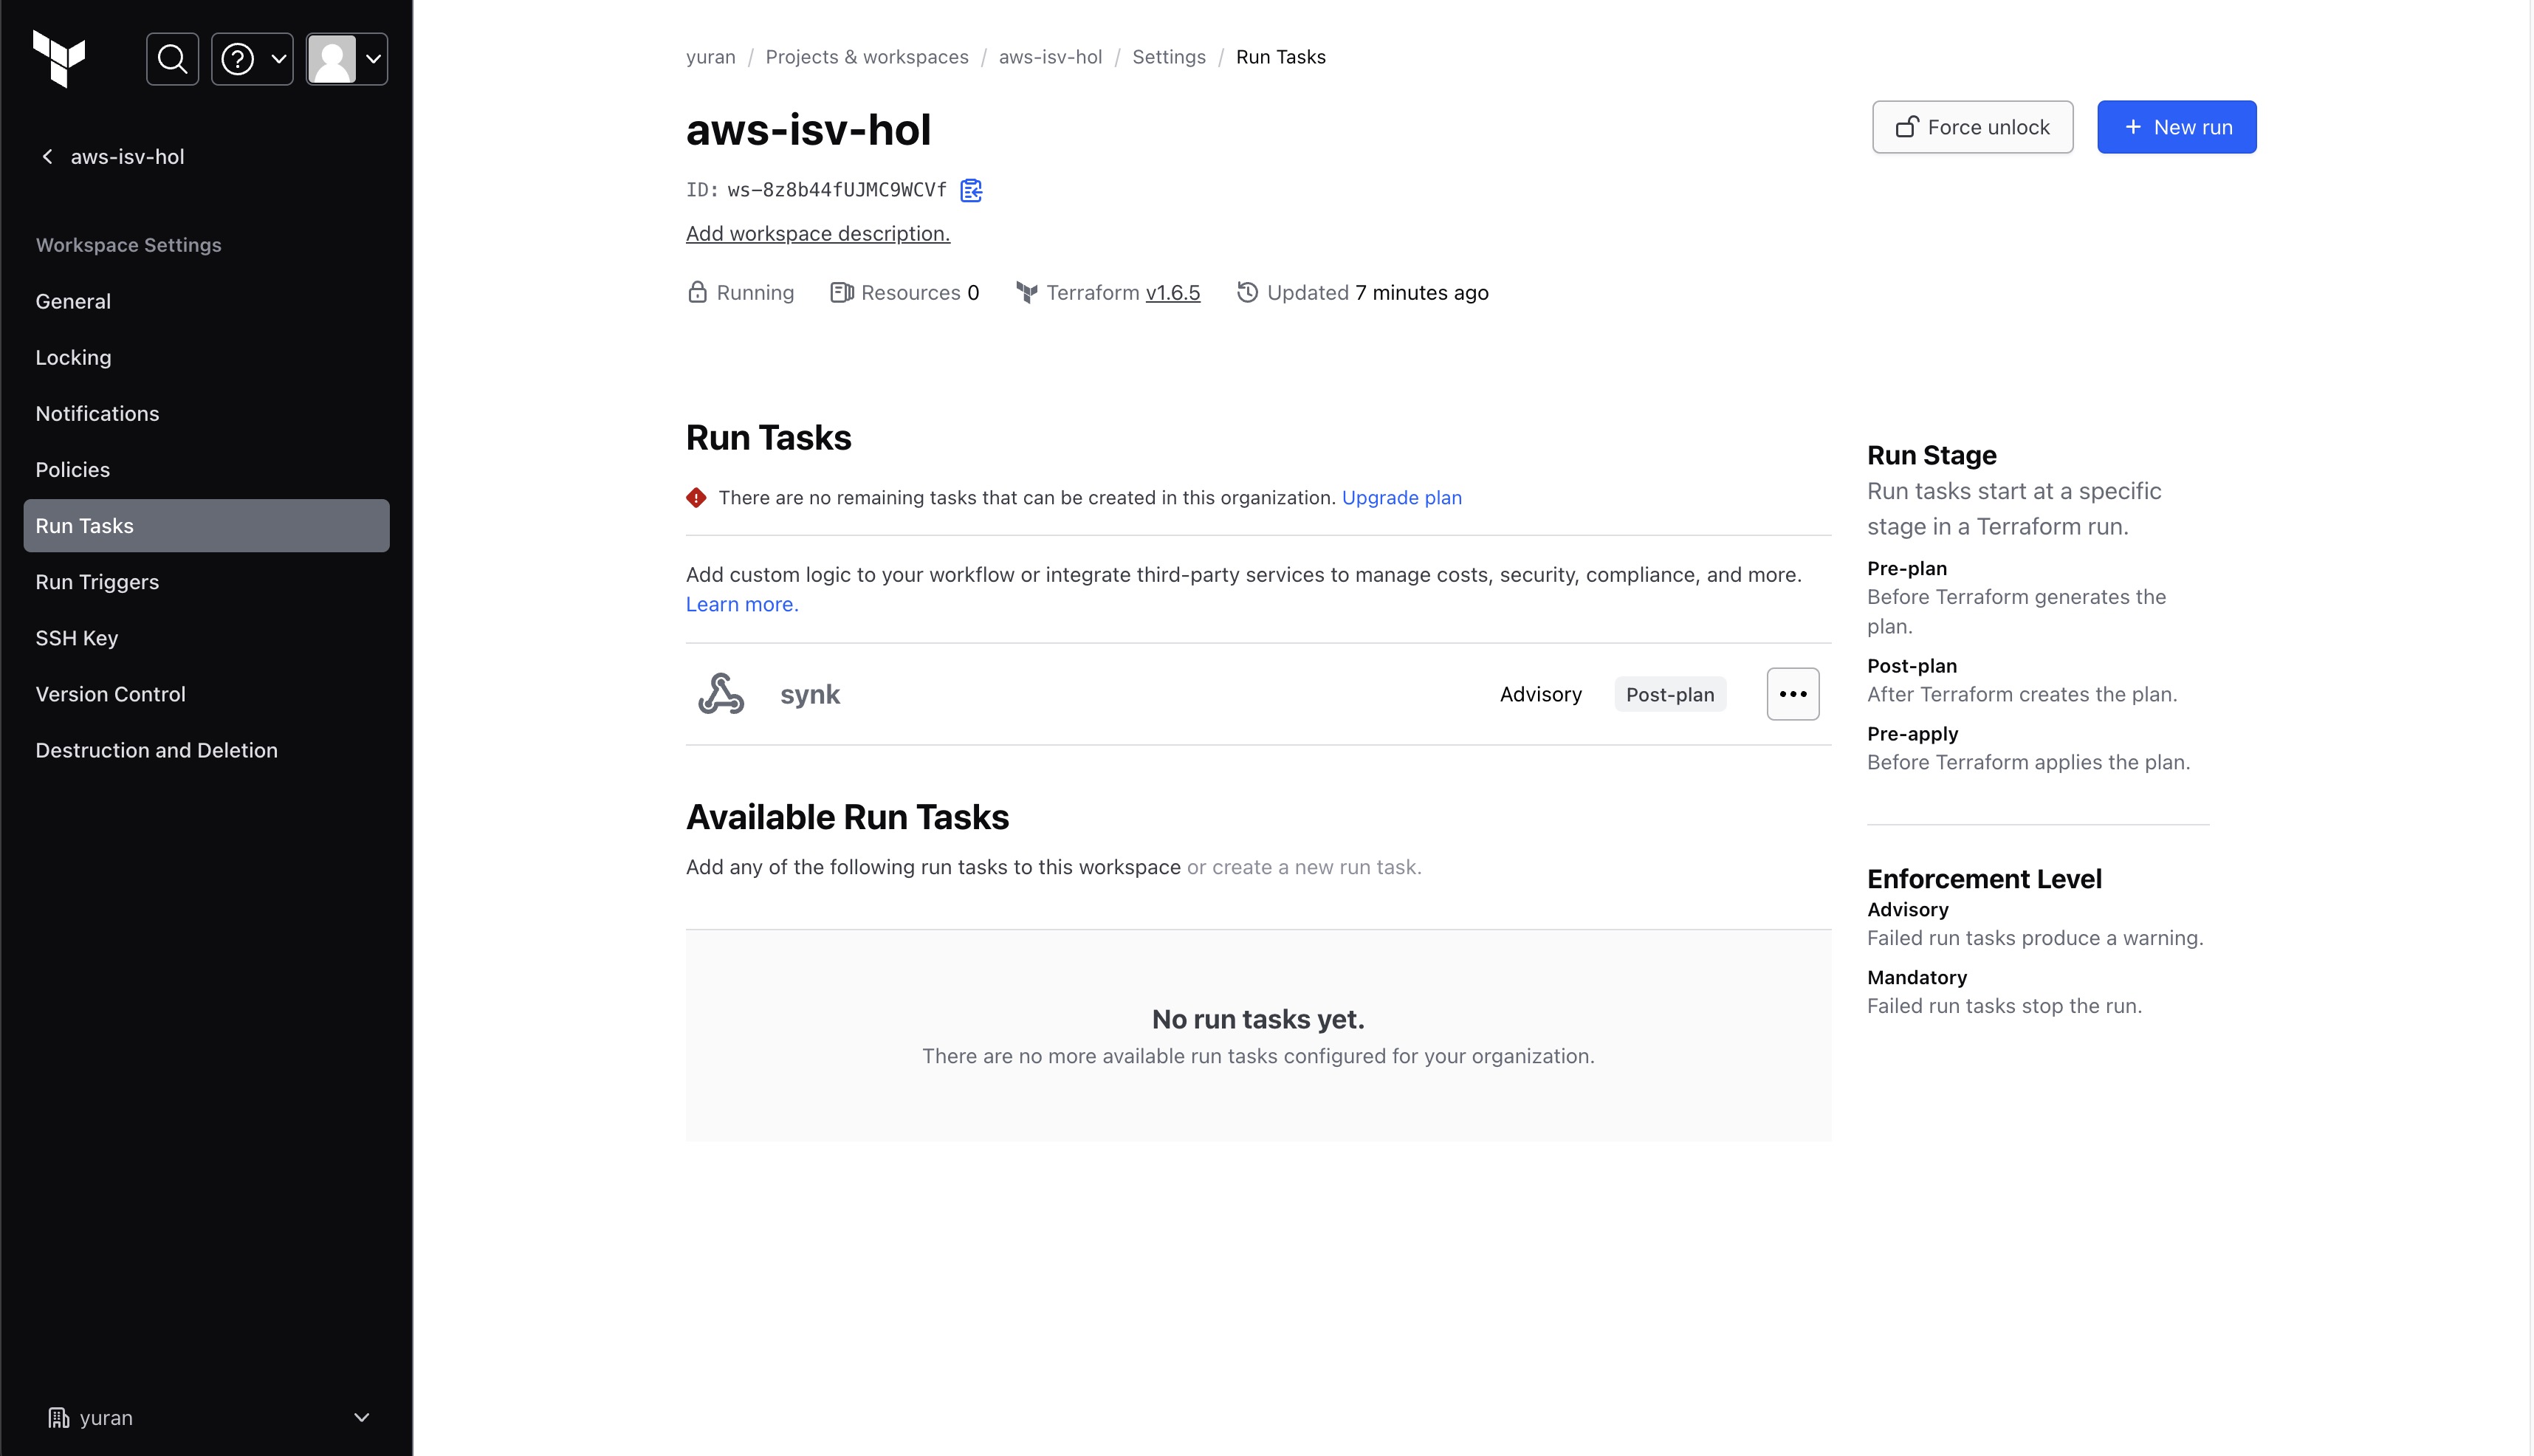 yuran / Projects & workspaces / aws-isv-hol / Settings / Run Tasks
aws-isv-hol
Force unlock
+ New run
ID: ws-8z8b44fUJMC9WCVf
Add workspace description.
Running Resources 0 Terraform v1.6.5 Updated 7 minutes ago
aws-isv-hol
Workspace Settings
General
Locking
Notifications
Policies
Run Tasks
Run Triggers
SSH Key
Version Control
Destruction and Deletion
yuran
Run Tasks
There are no remaining tasks that can be created in this organization. Upgrade plan
Add custom logic to your workflow or integrate third-party services to manage costs, security, compliance, and more.
Learn more.
synk Advisory Post-plan
Available Run Tasks
Add any of the following run tasks to this workspace or create a new run task.
No run tasks yet.
There are no more available run tasks configured for your organization.
Run Stage
Run tasks start at a specific
stage in a Terraform run.
Pre-plan
Before Terraform generates the
plan.
Post-plan
After Terraform creates the plan.
Pre-apply
Before Terraform applies the plan.
Enforcement Level
Advisory
Failed run tasks produce a warning.
Mandatory
Failed run tasks stop the run.